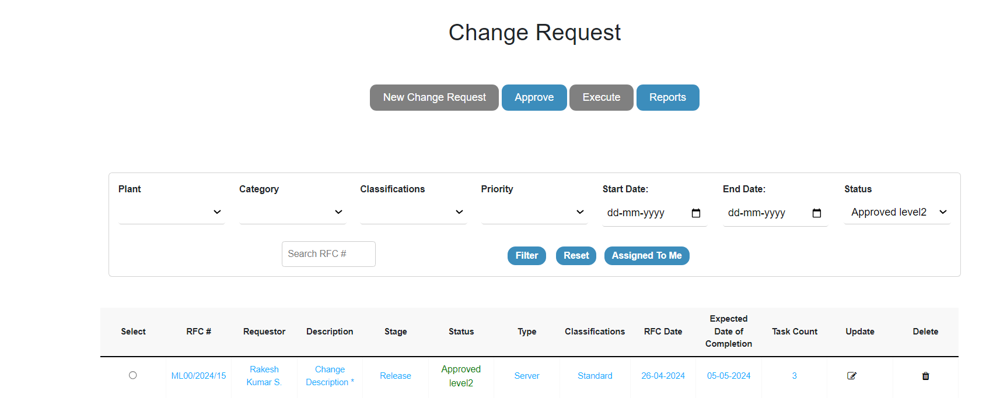 Change Request
New Change Request Approve Execute Reports
Plant Category Classifications Priority Start Date: End Date: Status
dd-mm-yyyy dd-mm-yyyy Approved level2
Search RFC # Filter Reset Assigned To Me
Select RFC # Requestor Description Stage Status Type Classifications RFC Date Expected Date of Completion Task Count Update Delete
ML00/2024/15 Rakesh Kumar S. Change Description * Release Approved level2 Server Standard 26-04-2024 05-05-2024 3